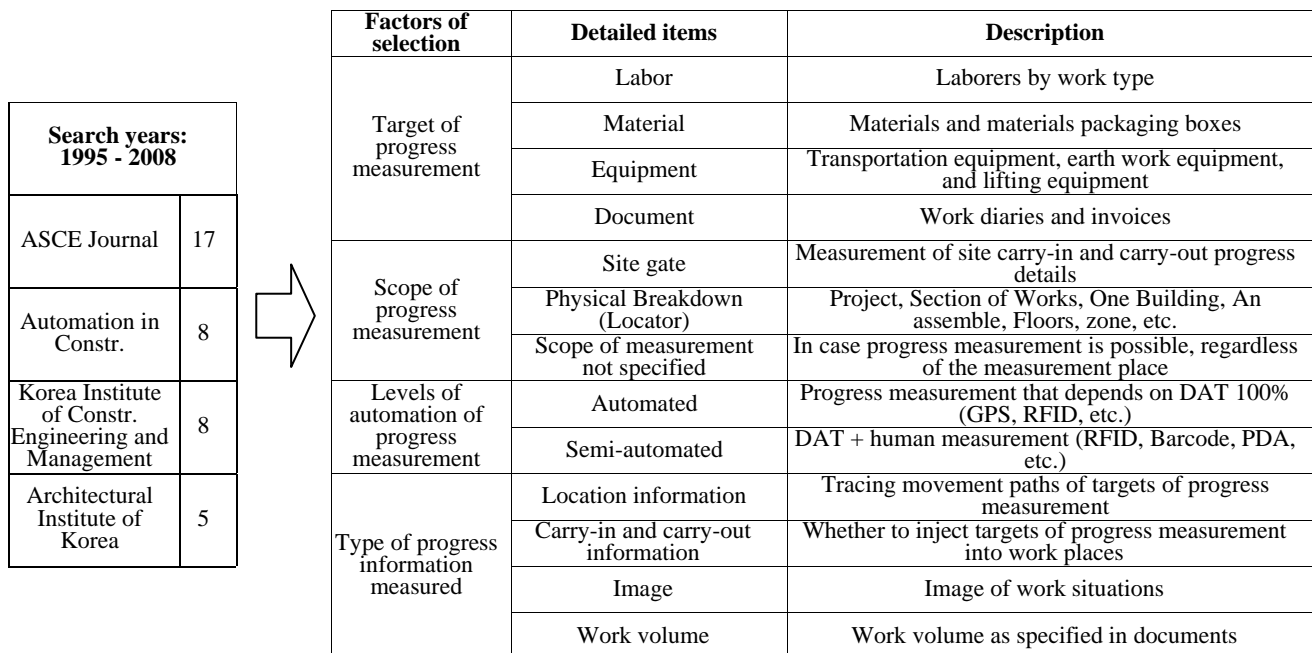 Search years:
1995 - 2008
ASCE Journal
17
Automation in
Constr.
8
Korea Institute
of Constr.
Engineering and
Management
8
Architectural
Institute of
Korea
5
Factors of
selection
Detailed items
Description
Target of
progress
measurement
Labor
Laborers by work type
Material
Materials and materials packaging boxes
Equipment
Transportation equipment, earth work equipment,
and lifting equipment
Document
Work diaries and invoices
Scope of
progress
measurement
Site gate
Measurement of site carry-in and carry-out progress
details
Physical Breakdown
(Locator)
Project, Section of Works, One Building, An
assemble, Floors, zone, etc.
Scope of measurement
not specified
In case progress measurement is possible, regardless
of the measurement place
Levels of
automation of
progress
measurement
Automated
Progress measurement that depends on DAT 100%
(GPS, RFID, etc.)
Semi-automated
DAT + human measurement (RFID, Barcode, PDA,
etc.)
Type of progress
information
measured
Location information
Tracing movement paths of targets of progress
measurement
Carry-in and carry-out
information
Whether to inject targets of progress measurement
into work places
Image
Image of work situations
Work volume
Work volume as specified in documents